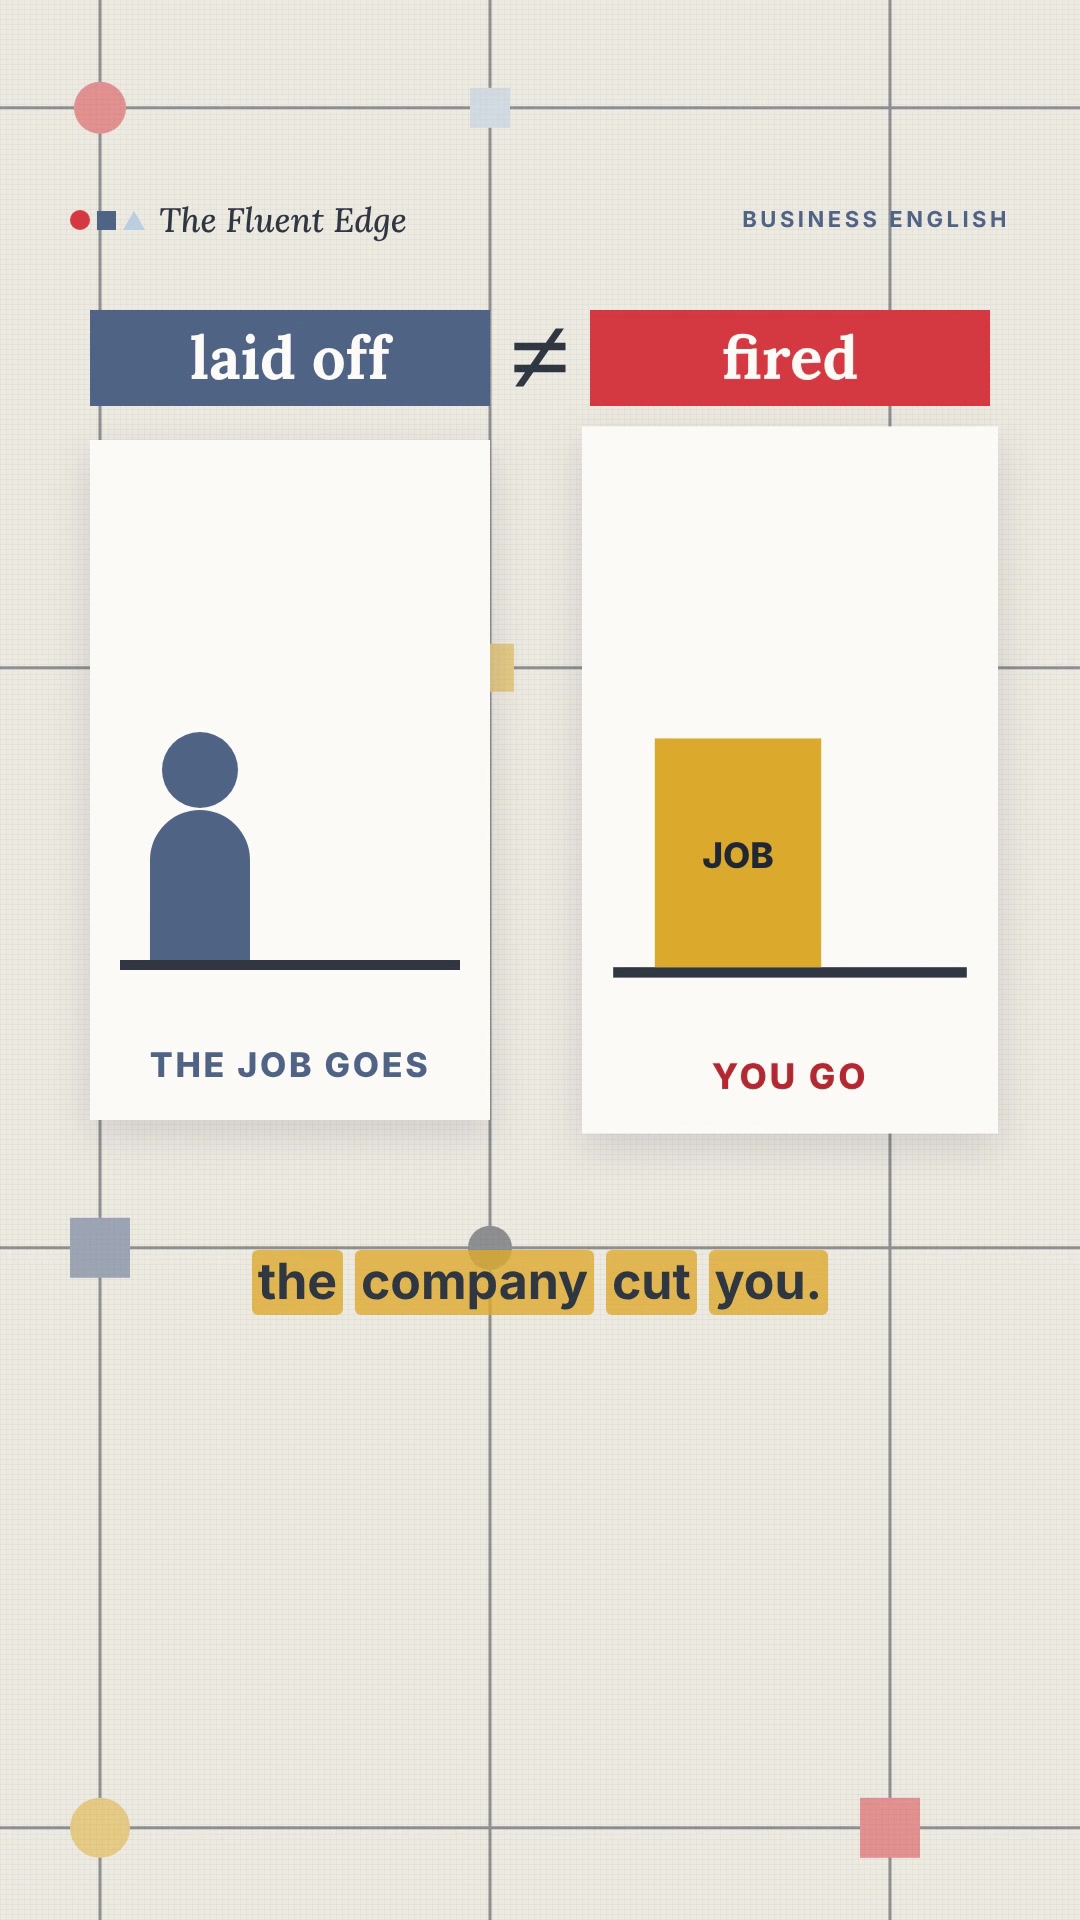 The Fluent Edge
BUSINESS ENGLISH
laid off ≠ fired
JOB
THE JOB GOES
YOU GO
the company cut you.